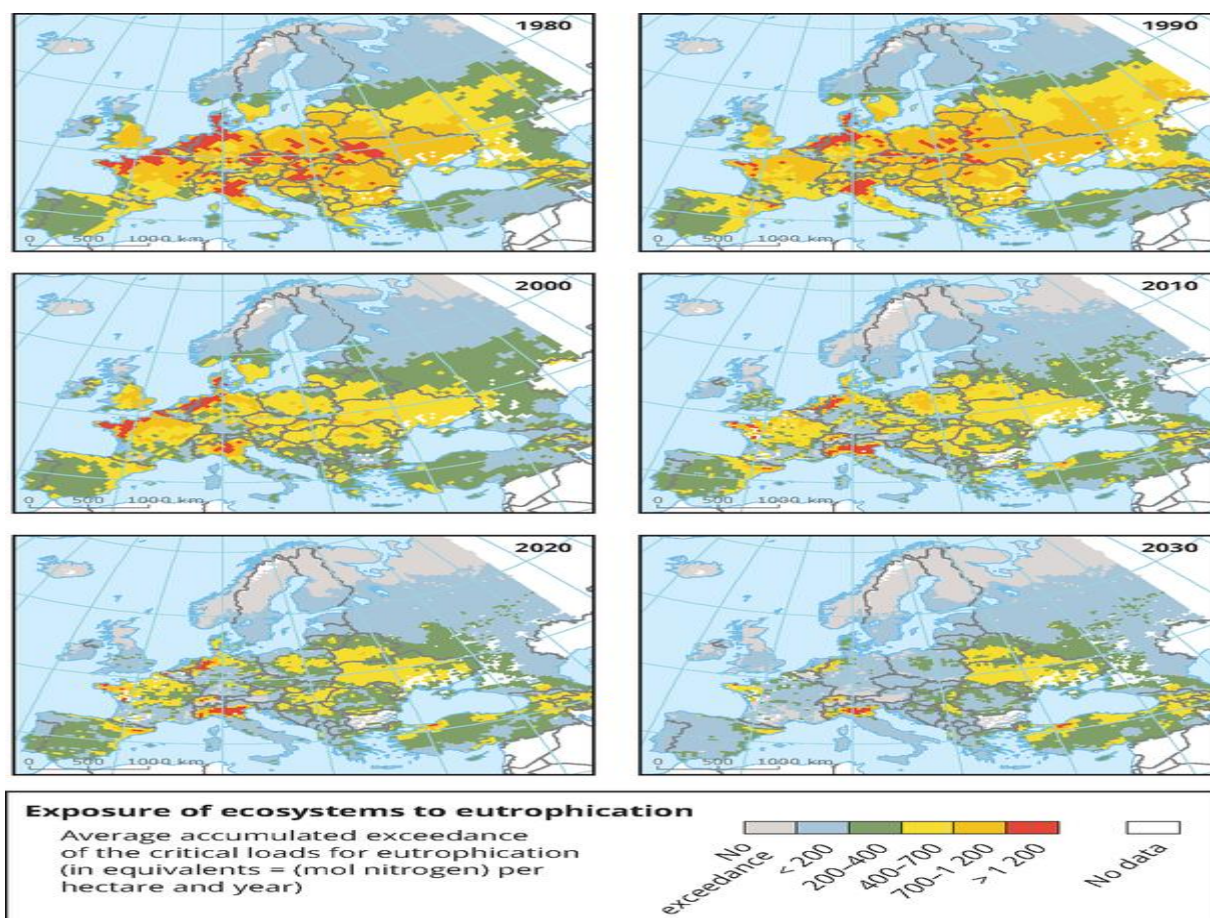 1980
1990
0 500 1000 km
0 500 1000 km
2000
2010
0 500 1000 km
0 500 1000 km
2020
2030
0 500 1000 km
0 500 1000 km
Exposure of ecosystems to eutrophication
Average accumulated exceedance
of the critical loads for eutrophication
(in equivalents = (mol nitrogen) per
hectare and year)
No
exceedance
< 200
200–400
400–700
700–1 200
> 1 200
No data